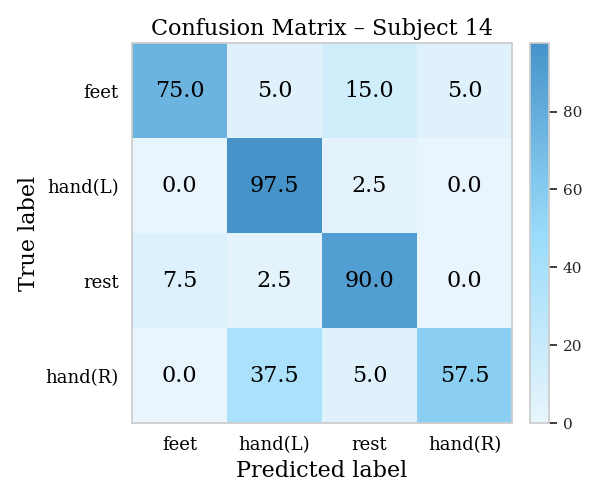 Confusion Matrix – Subject 14
feet 75.0 5.0 15.0 5.0
hand(L) 0.0 97.5 2.5 0.0
rest 7.5 2.5 90.0 0.0
hand(R) 0.0 37.5 5.0 57.5
feet hand(L) rest hand(R)
Predicted label
True label
80
60
40
20
0